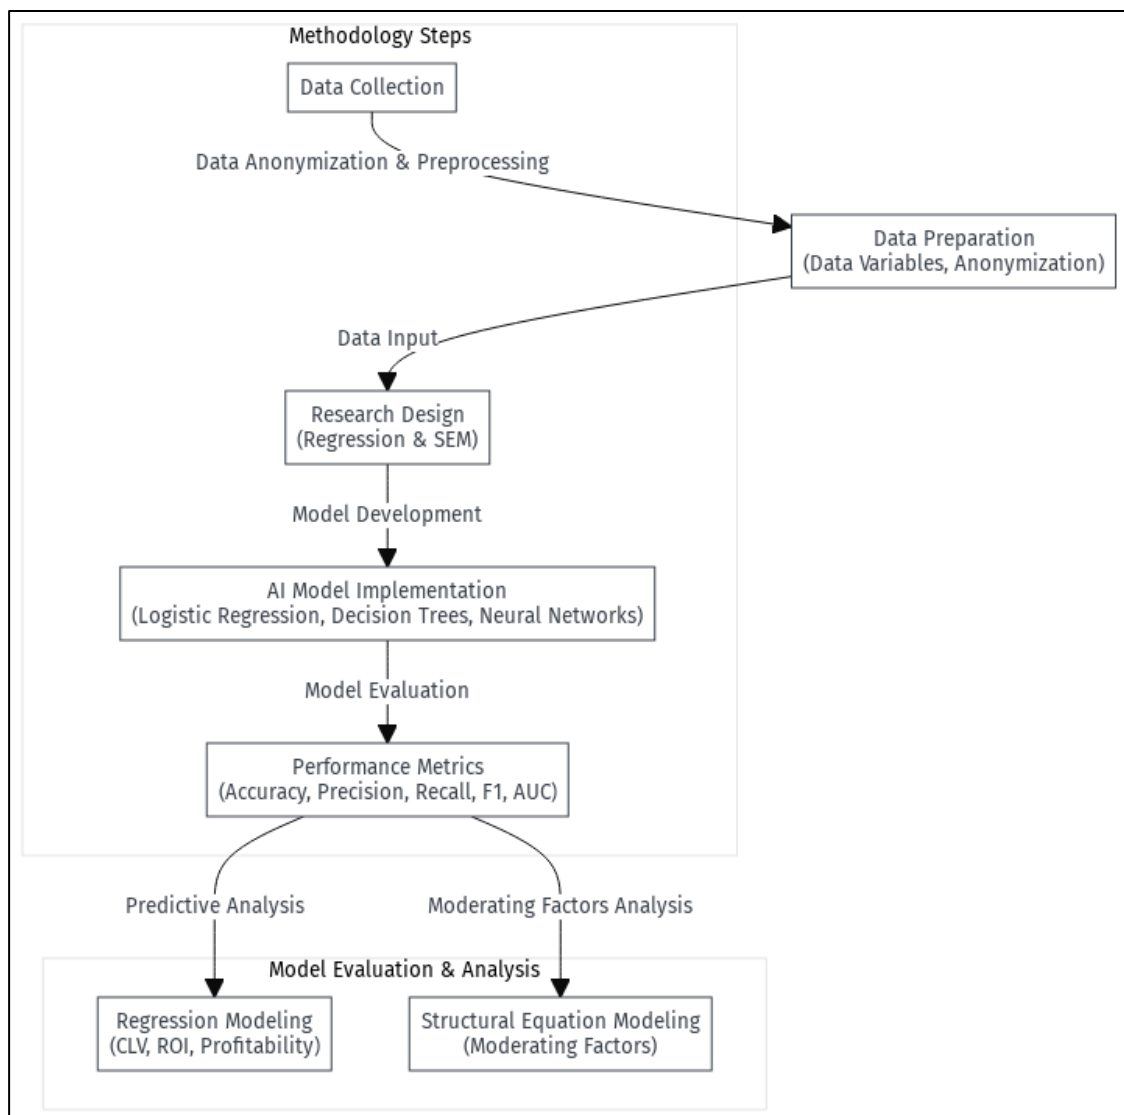 Methodology Steps
Data Collection
Data Anonymization & Preprocessing
Data Preparation
(Data Variables, Anonymization)
Data Input
Research Design
(Regression & SEM)
Model Development
AI Model Implementation
(Logistic Regression, Decision Trees, Neural Networks)
Model Evaluation
Performance Metrics
(Accuracy, Precision, Recall, F1, AUC)
Predictive Analysis
Moderating Factors Analysis
Model Evaluation & Analysis
Regression Modeling
(CLV, ROI, Profitability)
Structural Equation Modeling
(Moderating Factors)